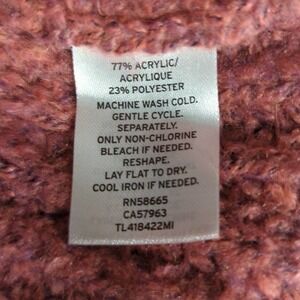 77% ACRYLIC/
ACRYLIQUE
23% POLYESTER
MACHINE WASH COLD.
GENTLE CYCLE.
SEPARATELY.
ONLY NON-CHLORINE
BLEACH IF NEEDED.
RESHAPE.
LAY FLAT TO DRY.
COOL IRON IF NEEDED.
RN58665
CA57963
TL418422MI